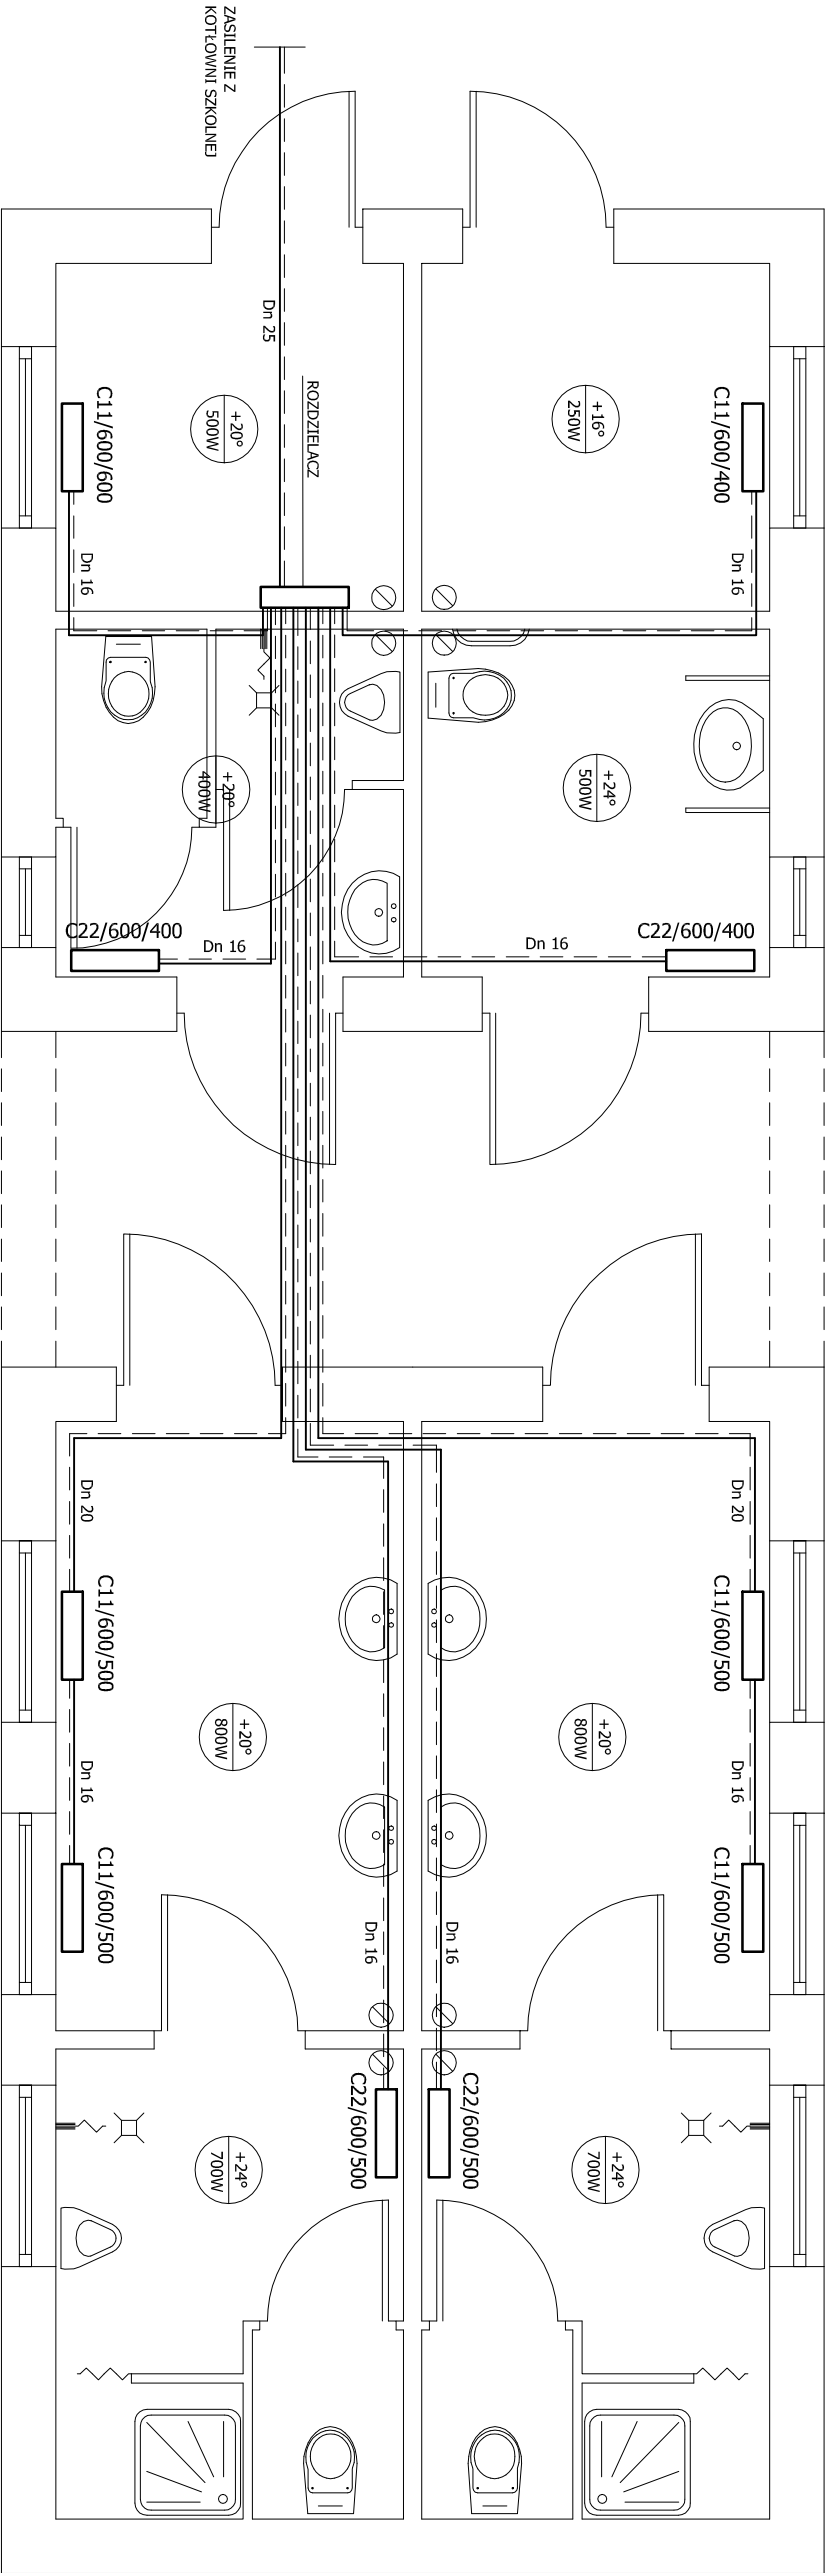 ZASILENIE Z
KOTŁOWNI SZKOLNEJ
Dn 25
ROZDZIELACZ
C11/600/600
+20°
500W
+16°
250W
C11/600/400
Dn 16
Dn 16
+20°
400W
+24°
500W
C22/600/400
Dn 16
Dn 16
C22/600/400
Dn 20
Dn 20
C11/600/500
C11/600/500
+20°
800W
+20°
800W
Dn 16
Dn 16
C11/600/500
C11/600/500
Dn 16
Dn 16
C22/600/500
C22/600/500
+24°
700W
+24°
700W